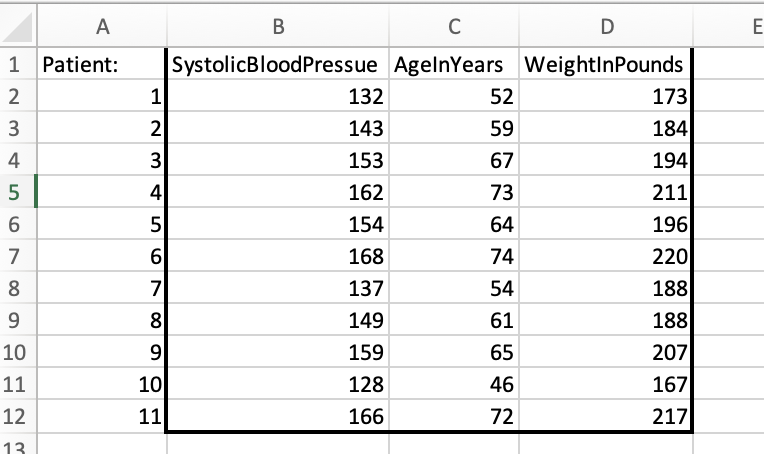 A B C D E
1 Patient: SystolicBloodPressue AgeInYears WeightInPounds
2 1 132 52 173
3 2 143 59 184
4 3 153 67 194
5 4 162 73 211
6 5 154 64 196
7 6 168 74 220
8 7 137 54 188
9 8 149 61 188
10 9 159 65 207
11 10 128 46 167
12 11 166 72 217
13